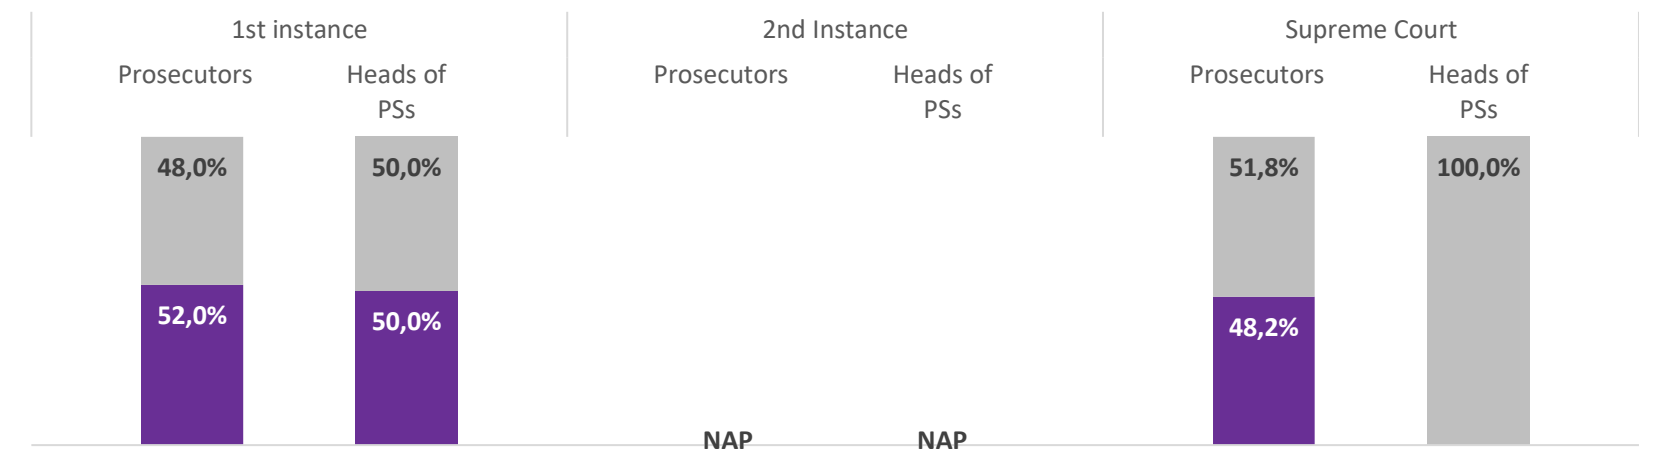 1st instance
2nd Instance
Supreme Court
Prosecutors
Heads of
PSs
Prosecutors
Heads of
PSs
Prosecutors
Heads of
PSs
48,0%
50,0%
51,8%
100,0%
52,0%
50,0%
48,2%
NAP
NAP